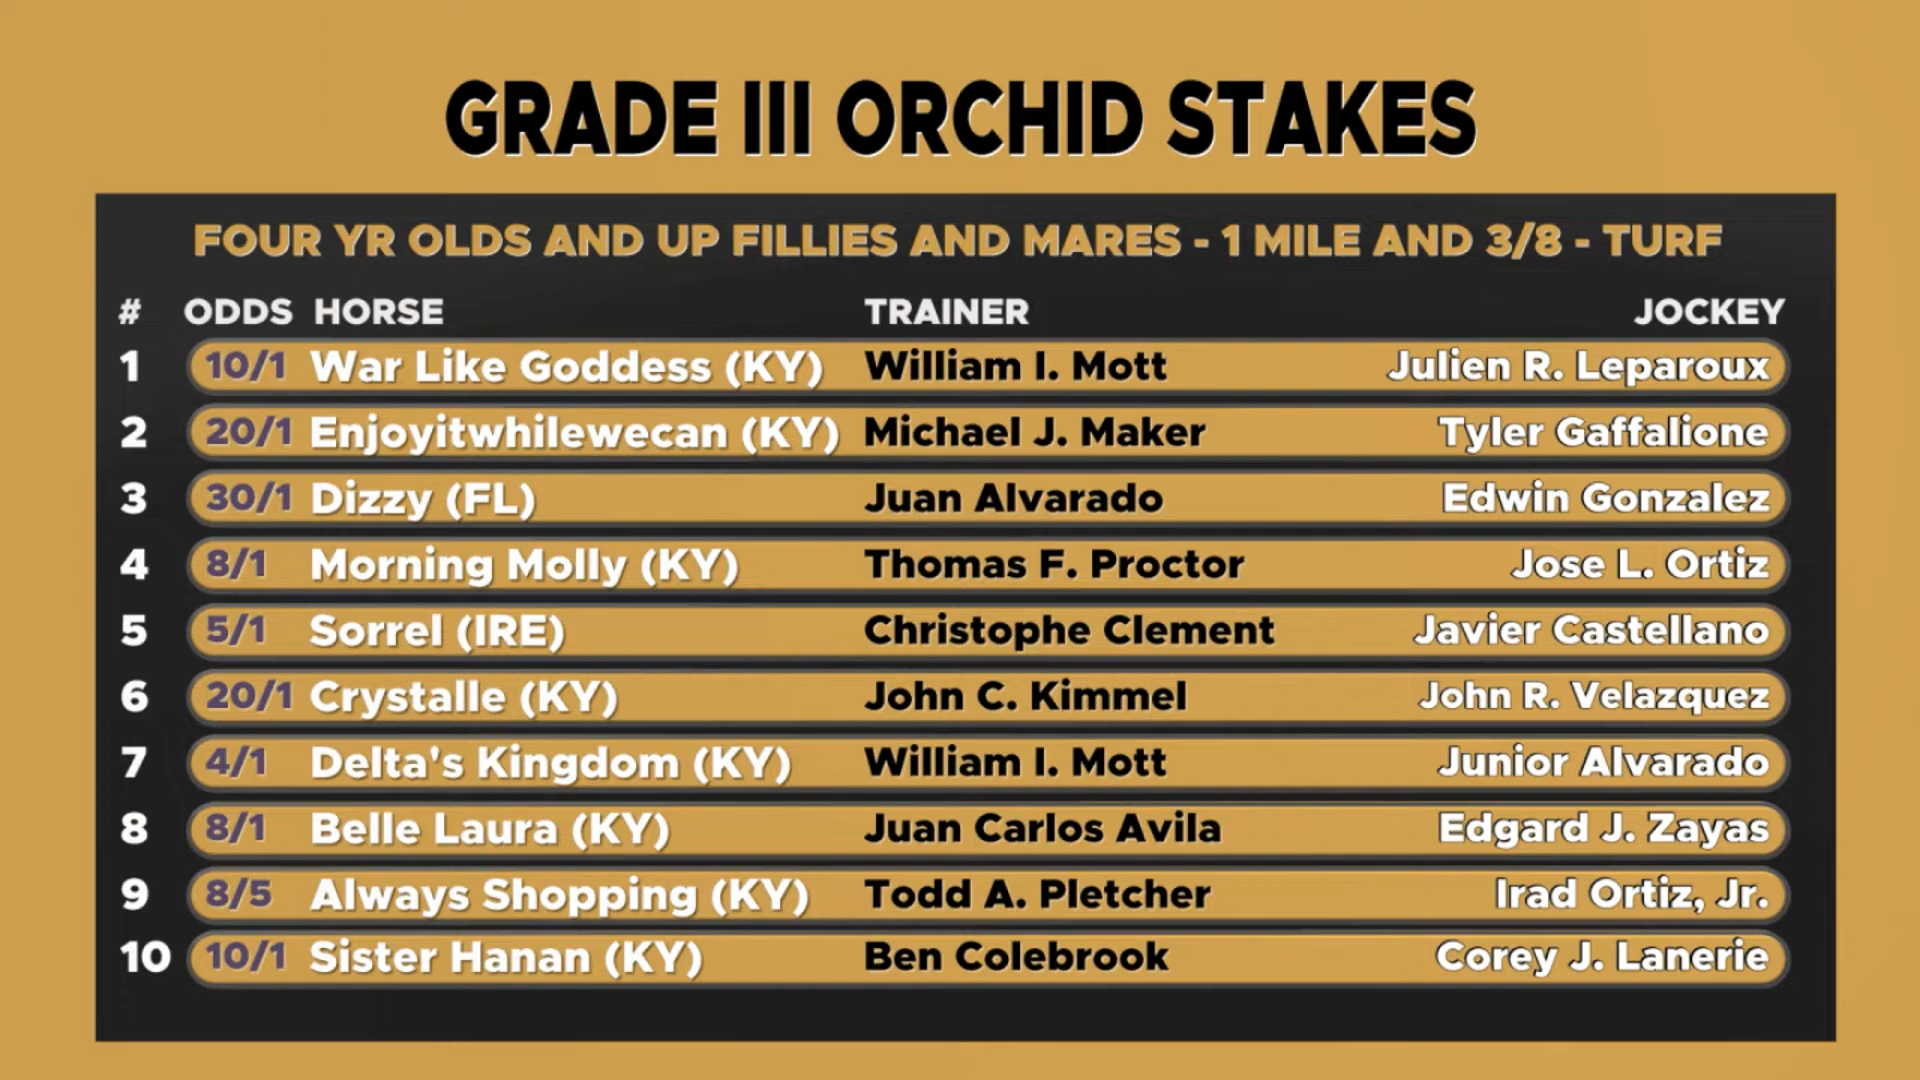 GRADE III ORCHID STAKES
FOUR YR OLDS AND UP FILLIES AND MARES - 1 MILE AND 3/8 - TURF
# ODDS HORSE TRAINER JOCKEY
1 10/1 War Like Goddess (KY) William I. Mott Julien R. Leparoux
2 20/1 Enjoyitwhilewecan (KY) Michael J. Maker Tyler Gaffalione
3 30/1 Dizzy (FL) Juan Alvarado Edwin Gonzalez
4 8/1 Morning Molly (KY) Thomas F. Proctor Jose L. Ortiz
5 5/1 Sorrel (IRE) Christophe Clement Javier Castellano
6 20/1 Crystalle (KY) John C. Kimmel John R. Velazquez
7 4/1 Delta's Kingdom (KY) William I. Mott Junior Alvarado
8 8/1 Belle Laura (KY) Juan Carlos Avila Edgard J. Zayas
9 8/5 Always Shopping (KY) Todd A. Pletcher Irad Ortiz, Jr.
10 10/1 Sister Hanan (KY) Ben Colebrook Corey J. Lanerie